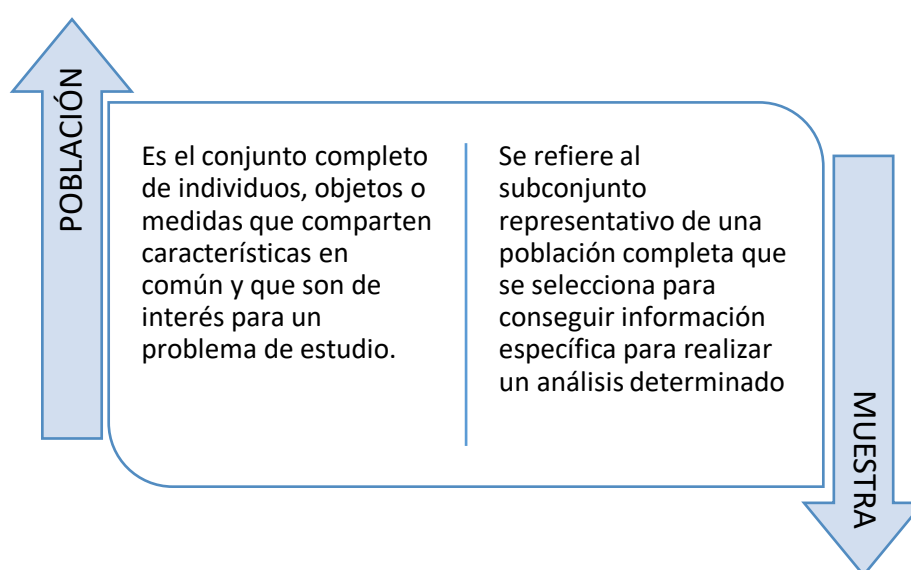 POBLACIÓN
Es el conjunto completo
de individuos, objetos o
medidas que comparten
características en
común y que son de
interés para un
problema de estudio.
Se refiere al
subconjunto
representativo de una
población completa que
se selecciona para
conseguir información
específica para realizar
un análisis determinado
MUESTRA